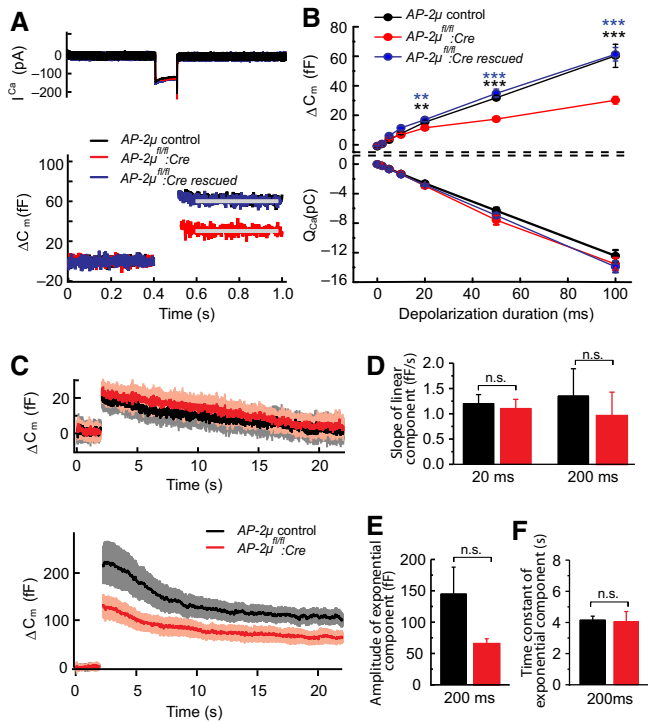 A
I Ca (pA)
0
−100
−200
AP-2μ control
AP-2μ fl/fl :Cre
AP-2μ fl/fl :Cre rescued
ΔC m (fF)
100
60
20
−20
0 0.2 0.4 0.6 0.8 1.0
Time (s)
B
AP-2μ control
AP-2μ fl/fl :Cre
AP-2μ fl/fl :Cre rescued
ΔC m (fF)
80
60
40
20
0
** ** *** *** *** ***
Q Ca (pC)
0
−4
−8
−12
−16
0 20 40 60 80 100
Depolarization duration (ms)
C
ΔC m (fF)
20
0
0 5 10 15 20
Time (s)
AP-2μ control
AP-2μ fl/fl :Cre
ΔC m (fF)
200
100
0
0 5 10 15 20
Time (s)
D
Slope of linear
component (fF/s)
2.0
1.5
1.0
0.5
0.0
n.s. n.s.
20 ms 200 ms
E
Amplitude of exponential
component (fF)
200
150
100
50
0
n.s.
200 ms
F
Time constant of
exponential component (s)
8
6
4
2
0
n.s.
200ms